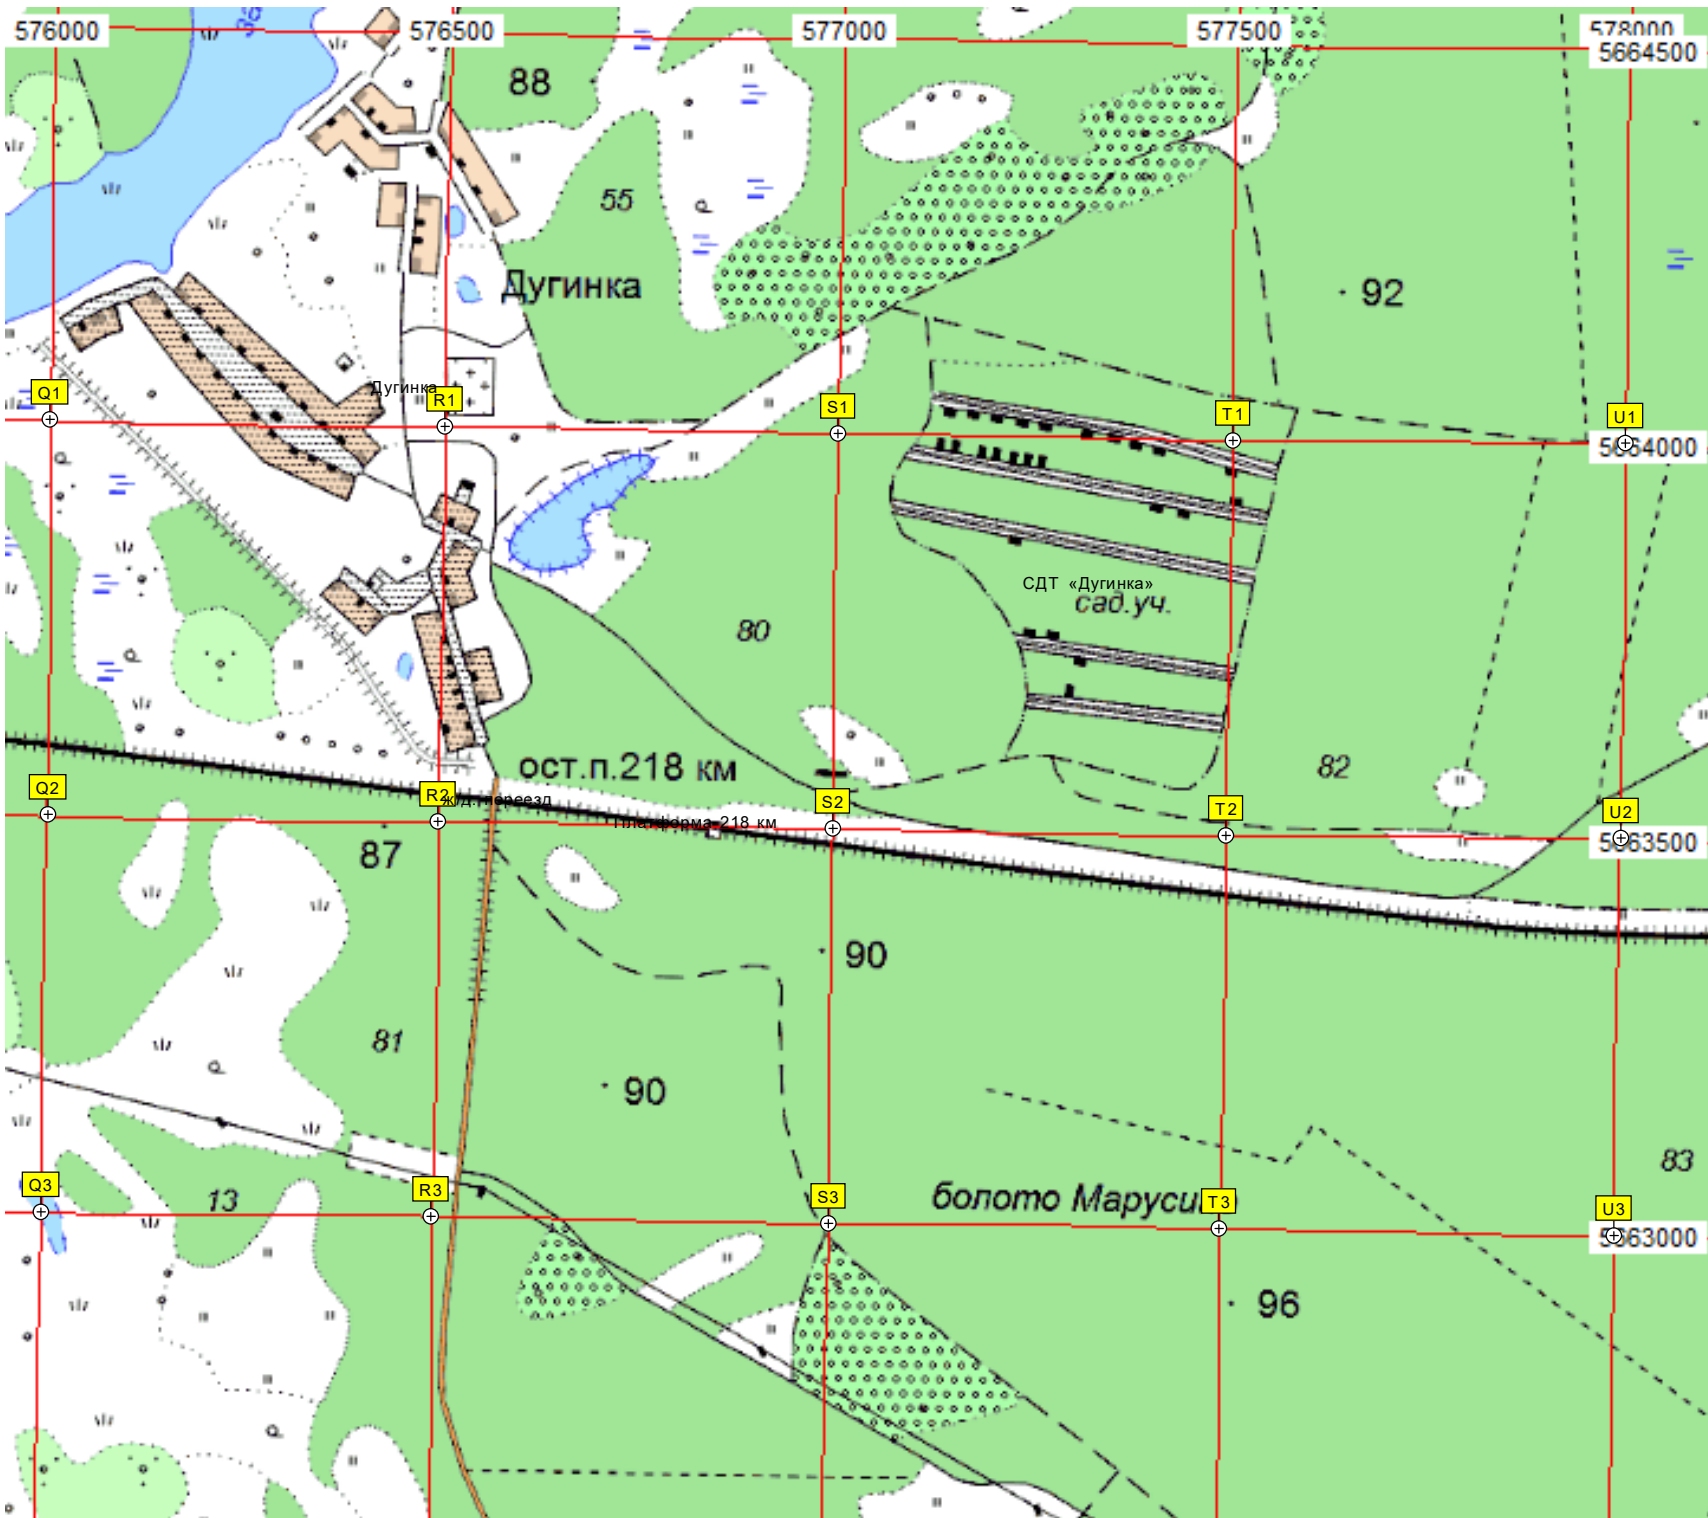 576000 576500 577000 577500 578000
5664500
88
55
Дугинка
92
Дугинка
Q1 R1 S1 T1 U1
5664000
СДТ «Дугинка»
сад.уч.
80
ост.п.218 км
82
Q2 R2 S2 T2 U2
ж/д. переезд
Платформа 218 км
5663500
87
90
81
90
83
Q3 R3 S3 T3 U3
13
болото
5663000
96